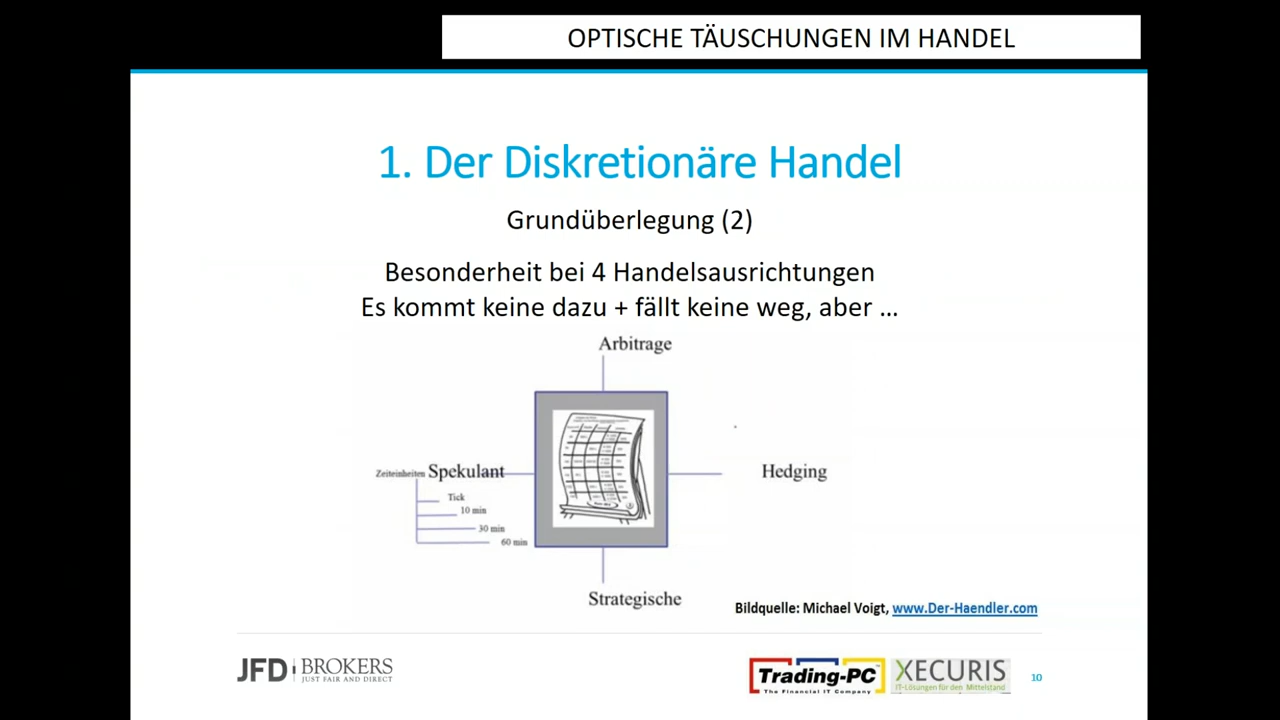 OPTISCHE TÄUSCHUNGEN IM HANDEL
1. Der Diskretionäre Handel
Grundüberlegung (2)
Besonderheit bei 4 Handelsausrichtungen
Es kommt keine dazu + fällt keine weg, aber ...
Arbitrage
Zeiteinheiten Spekulant
Hedging
Tick
10 min
30 min
60 min
Strategische
Bildquelle: Michael Voigt, www.Der-Haendler.com
JFD BROKERS
JUST FAIR AND DIRECT
Trading-PC
The Financial IT Company
XECURIS
IT-Lösungen für den Mittelstand
10